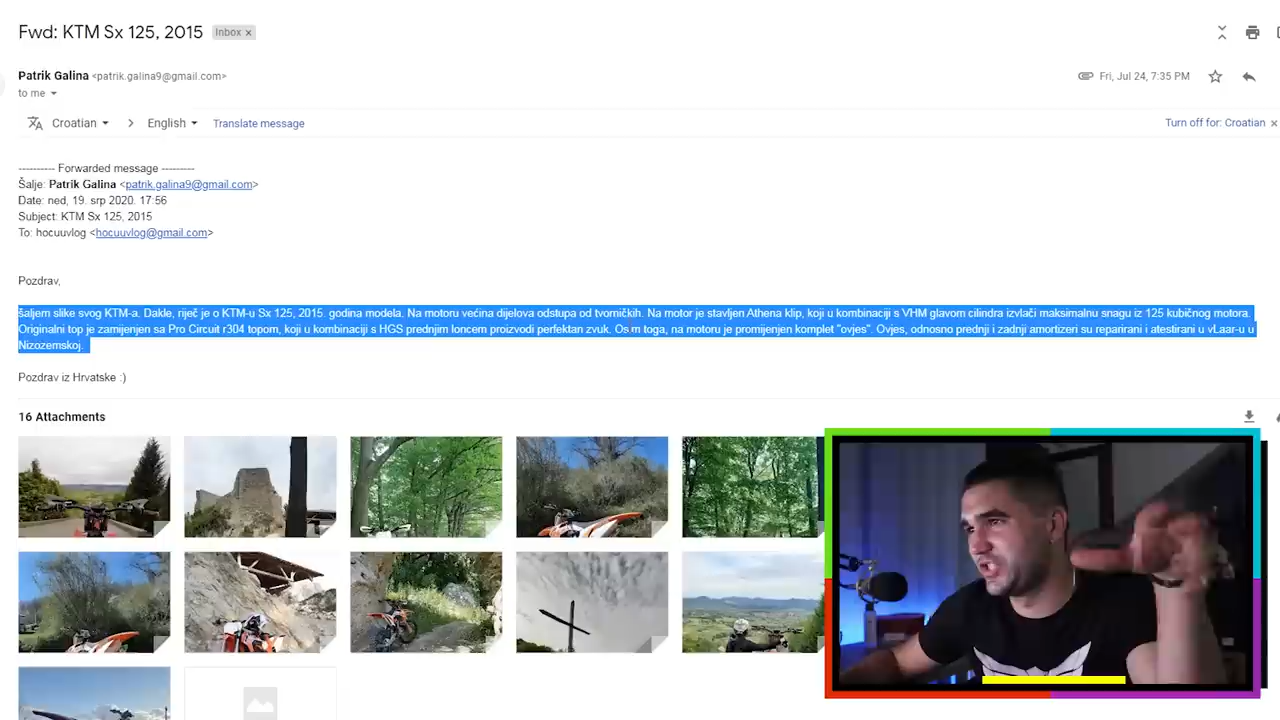 Fwd: KTM Sx 125, 2015
Inbox ×
Patrik Galina <patrik.galina9@gmail.com>
Fri, Jul 24, 7:35 PM
to me
Croatian > English Translate message
Turn off for: Croatian ×
---------- Forwarded message ---------
Šalje: Patrik Galina <patrik.galina9@gmail.com>
Date: ned, 19. srp 2020. 17:56
Subject: KTM Sx 125, 2015
To: hocuuvlog <hocuuvlog@gmail.com>
Pozdrav,
šaljem slike svog KTM-a. Dakle, riječ je o KTM-u Sx 125, 2015. godina modela. Na motoru većina dijelova odstupa od tvorničkih. Na motor je stavljen Athena klip, koji u kombinaciji s VHM glavom cilindra izvlači maksimalnu snagu iz 125 kubičnog motora.
Originalni top je zamijenjen sa Pro Circuit r304 topom, koji u kombinaciji s HGS prednjim loncem proizvodi perfektan zvuk. Osim toga, na motoru je promijenjen komplet "ovjes". Ovjes, odnosno prednji i zadnji amortizeri su reparirani i atestirani u vLaar-u u
Nizozemskoj.
Pozdrav iz Hrvatske :)
16 Attachments